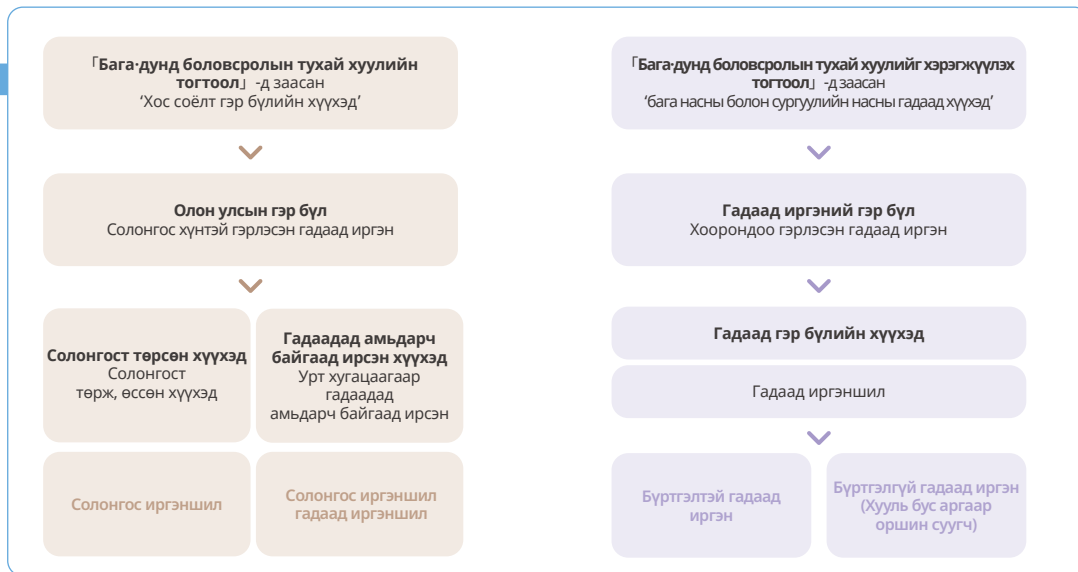 「Бага·дунд боловсролын тухай хуулийн
тогтоол」 -д заасан
‘Хос соёлт гэр бүлийн хүүхэд’
Олон улсын гэр бүл
Солонгос хүнтэй гэрлэсэн гадаад иргэн
Солонгост төрсөн хүүхэд
Солонгост
төрж, өссөн хүүхэд
Гадаадад амьдарч
байгаад ирсэн хүүхэд
Урт хугацаагаар
гадаадад
амьдарч байгаад ирсэн
Солонгос иргэншил
Солонгос иргэншил
гадаад иргэншил
「Бага·дунд боловсролын тухай хуулийг хэрэгжүүлэх
тогтоол」 -д заасан
‘бага насны болон сургуулийн насны гадаад хүүхэд’
Гадаад иргэний гэр бүл
Хоорондоо гэрлэсэн гадаад иргэн
Гадаад гэр бүлийн хүүхэд
Гадаад иргэншил
Бүртгэлтэй гадаад
иргэн
Бүртгэлгүй гадаад иргэн
(Хууль бус аргаар
оршин суугч)